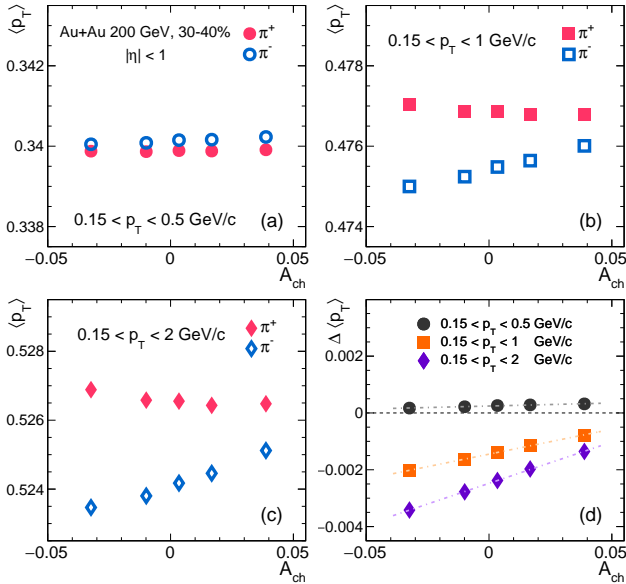 ⟨p_T⟩
0.342
0.34
0.338
Au+Au 200 GeV, 30-40%
|η| < 1
π⁺
π⁻
0.15 < p_T < 0.5 GeV/c
(a)
−0.05
0
0.05
A_ch
⟨p_T⟩
0.478
0.476
0.474
0.15 < p_T < 1 GeV/c
π⁺
π⁻
(b)
−0.05
0
0.05
A_ch
⟨p_T⟩
0.528
0.526
0.524
0.15 < p_T < 2 GeV/c
π⁺
π⁻
(c)
−0.05
0
0.05
A_ch
Δ ⟨p_T⟩
0.002
0
−0.002
−0.004
0.15 < p_T < 0.5 GeV/c
0.15 < p_T < 1 GeV/c
0.15 < p_T < 2 GeV/c
(d)
−0.05
0
0.05
A_ch